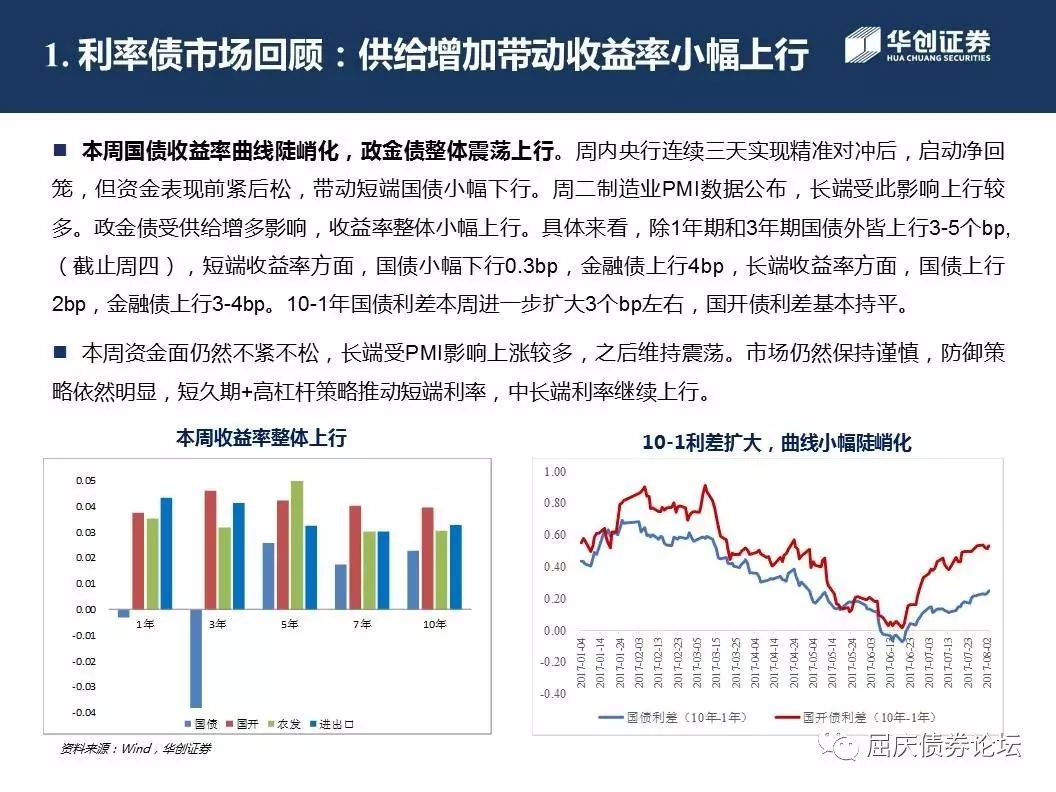 1. 利率债市场回顾：供给增加带动收益率小幅上行
华创证券
HUA CHUANG SECURITIES
■ 本周国债收益率曲线陡峭化，政金债整体震荡上行。周内央行连续三天实现精准对冲后，启动净回
笼，但资金表现前紧后松，带动短端国债小幅下行。周二制造业PMI数据公布，长端受此影响上行较
多。政金债受供给增多影响，收益率整体小幅上行。具体来看，除1年期和3年期国债外皆上行3-5个bp,
（截止周四），短端收益率方面，国债小幅下行0.3bp，金融债上行4bp，长端收益率方面，国债上行
2bp，金融债上行3-4bp。10-1年国债利差本周进一步扩大3个bp左右，国开债利差基本持平。
■ 本周资金面仍然不紧不松，长端受PMI影响上涨较多，之后维持震荡。市场仍然保持谨慎，防御策
略依然明显，短久期+高杠杆策略推动短端利率，中长端利率继续上行。
本周收益率整体上行
0.05
0.04
0.03
0.02
0.01
0.00
-0.01
-0.02
-0.03
-0.04
1年 3年 5年 7年 10年
国债 国开 农发 进出口
10-1利差扩大，曲线小幅陡峭化
1.00
0.80
0.60
0.40
0.20
0.00
-0.20
-0.40
2017-01-04
2017-01-14
2017-01-24
2017-02-03
2017-02-13
2017-02-23
2017-03-05
2017-03-15
2017-03-25
2017-04-04
2017-04-14
2017-04-24
2017-05-04
2017-05-14
2017-05-24
2017-06-03
2017-06-13
2017-06-23
2017-07-03
2017-07-13
2017-07-23
2017-08-02
国债利差（10年-1年） 国开债利差（10年-1年）
资料来源：Wind，华创证券
屈庆债券论坛